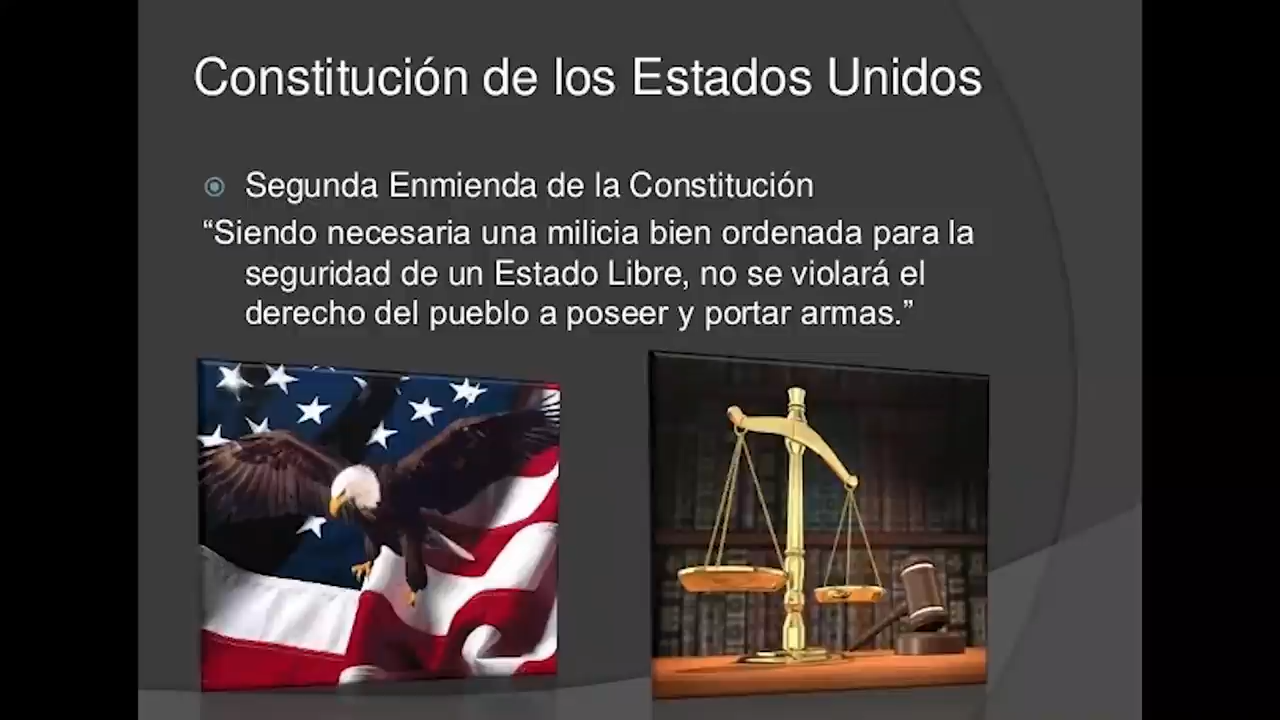 Constitución de los Estados Unidos
Segunda Enmienda de la Constitución
“Siendo necesaria una milicia bien ordenada para la
seguridad de un Estado Libre, no se violará el
derecho del pueblo a poseer y portar armas.”